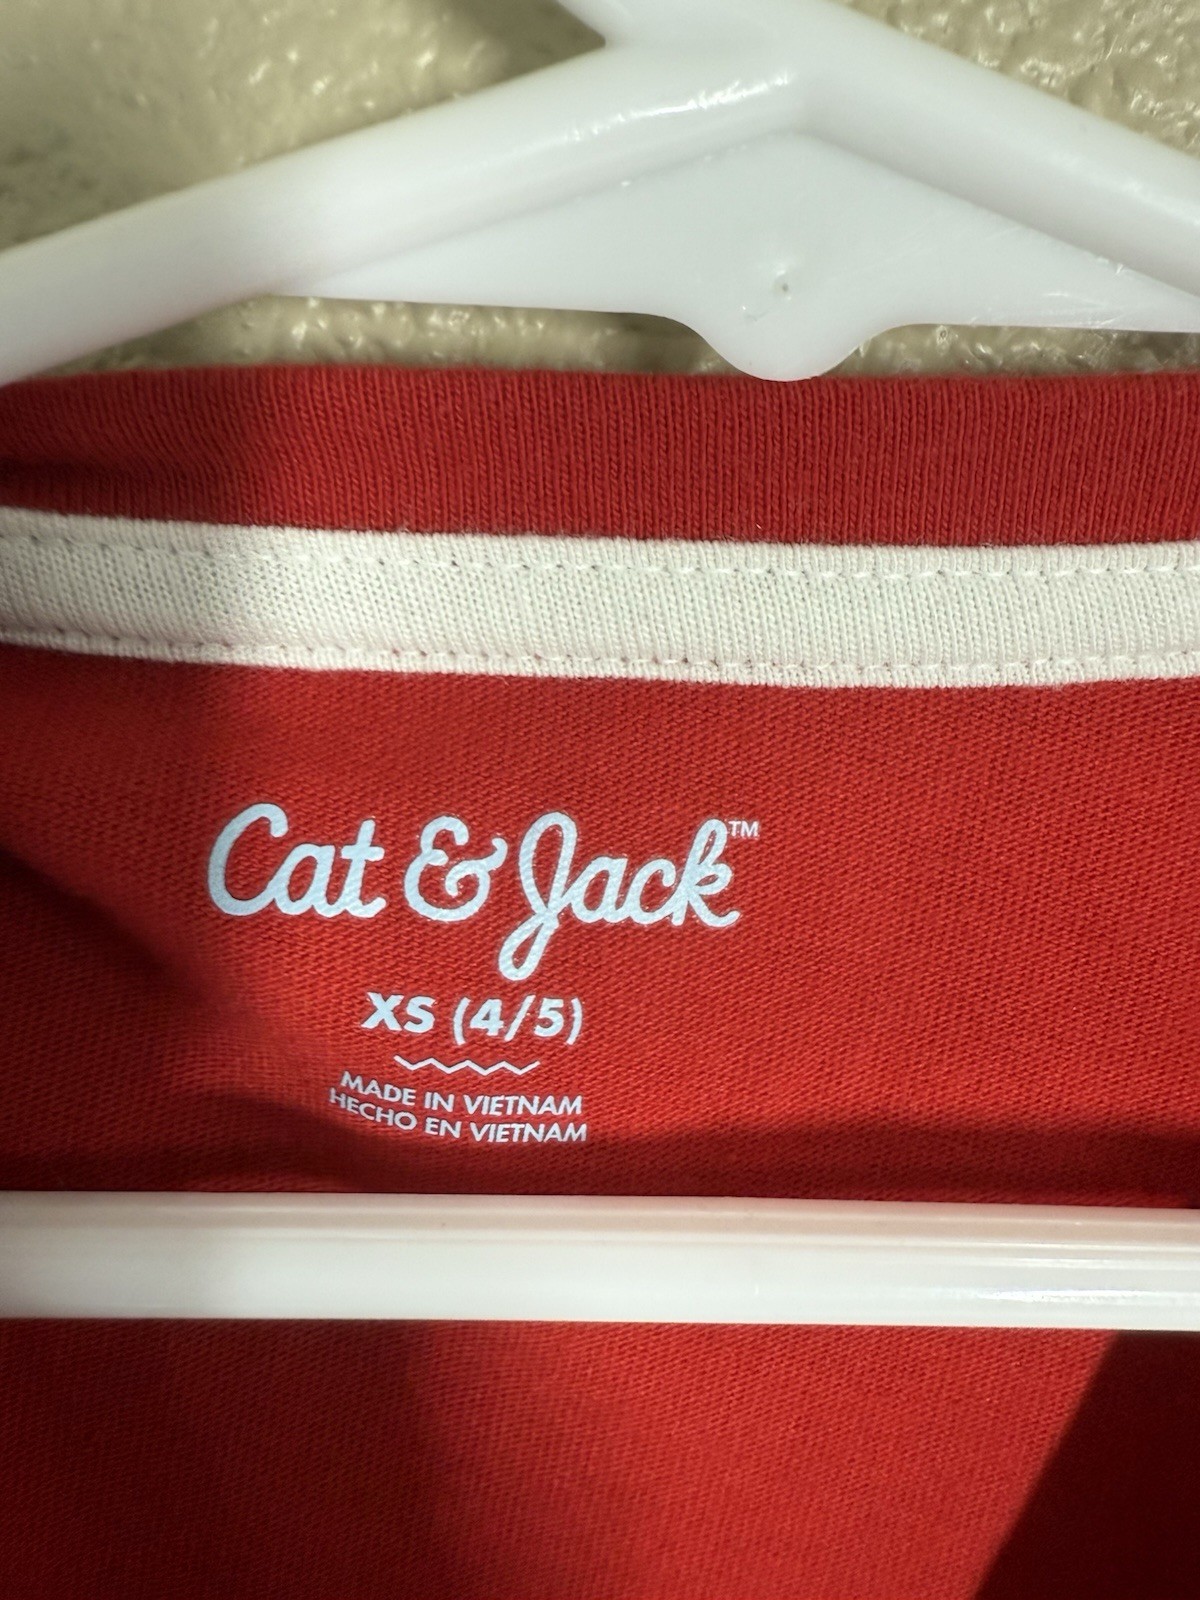 Cat & Jack™
XS (4/5)
MADE IN VIETNAM
HECHO EN VIETNAM